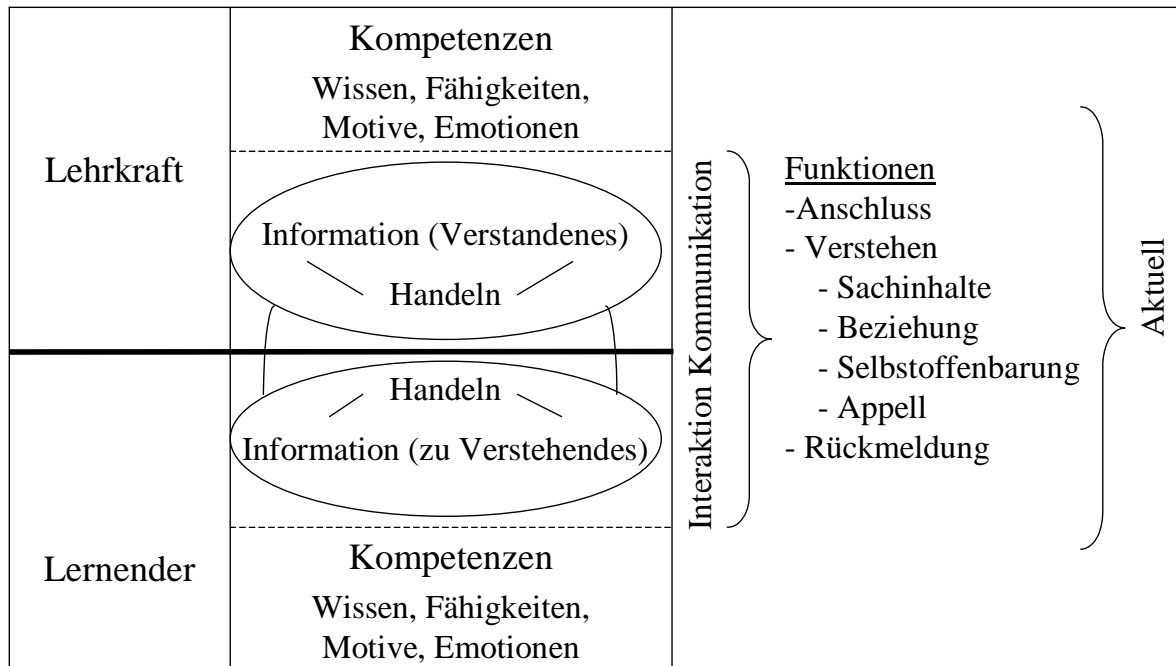 Lehrkraft
Kompetenzen
Wissen, Fähigkeiten,
Motive, Emotionen
Information (Verstandenes)
Handeln
Lernender
Handeln
Information (zu Verstehendes)
Kompetenzen
Wissen, Fähigkeiten,
Motive, Emotionen
Interaktion Kommunikation
Funktionen
-Anschluss
- Verstehen
- Sachinhalte
- Beziehung
- Selbstoffenbarung
- Appell
- Rückmeldung
Aktuell